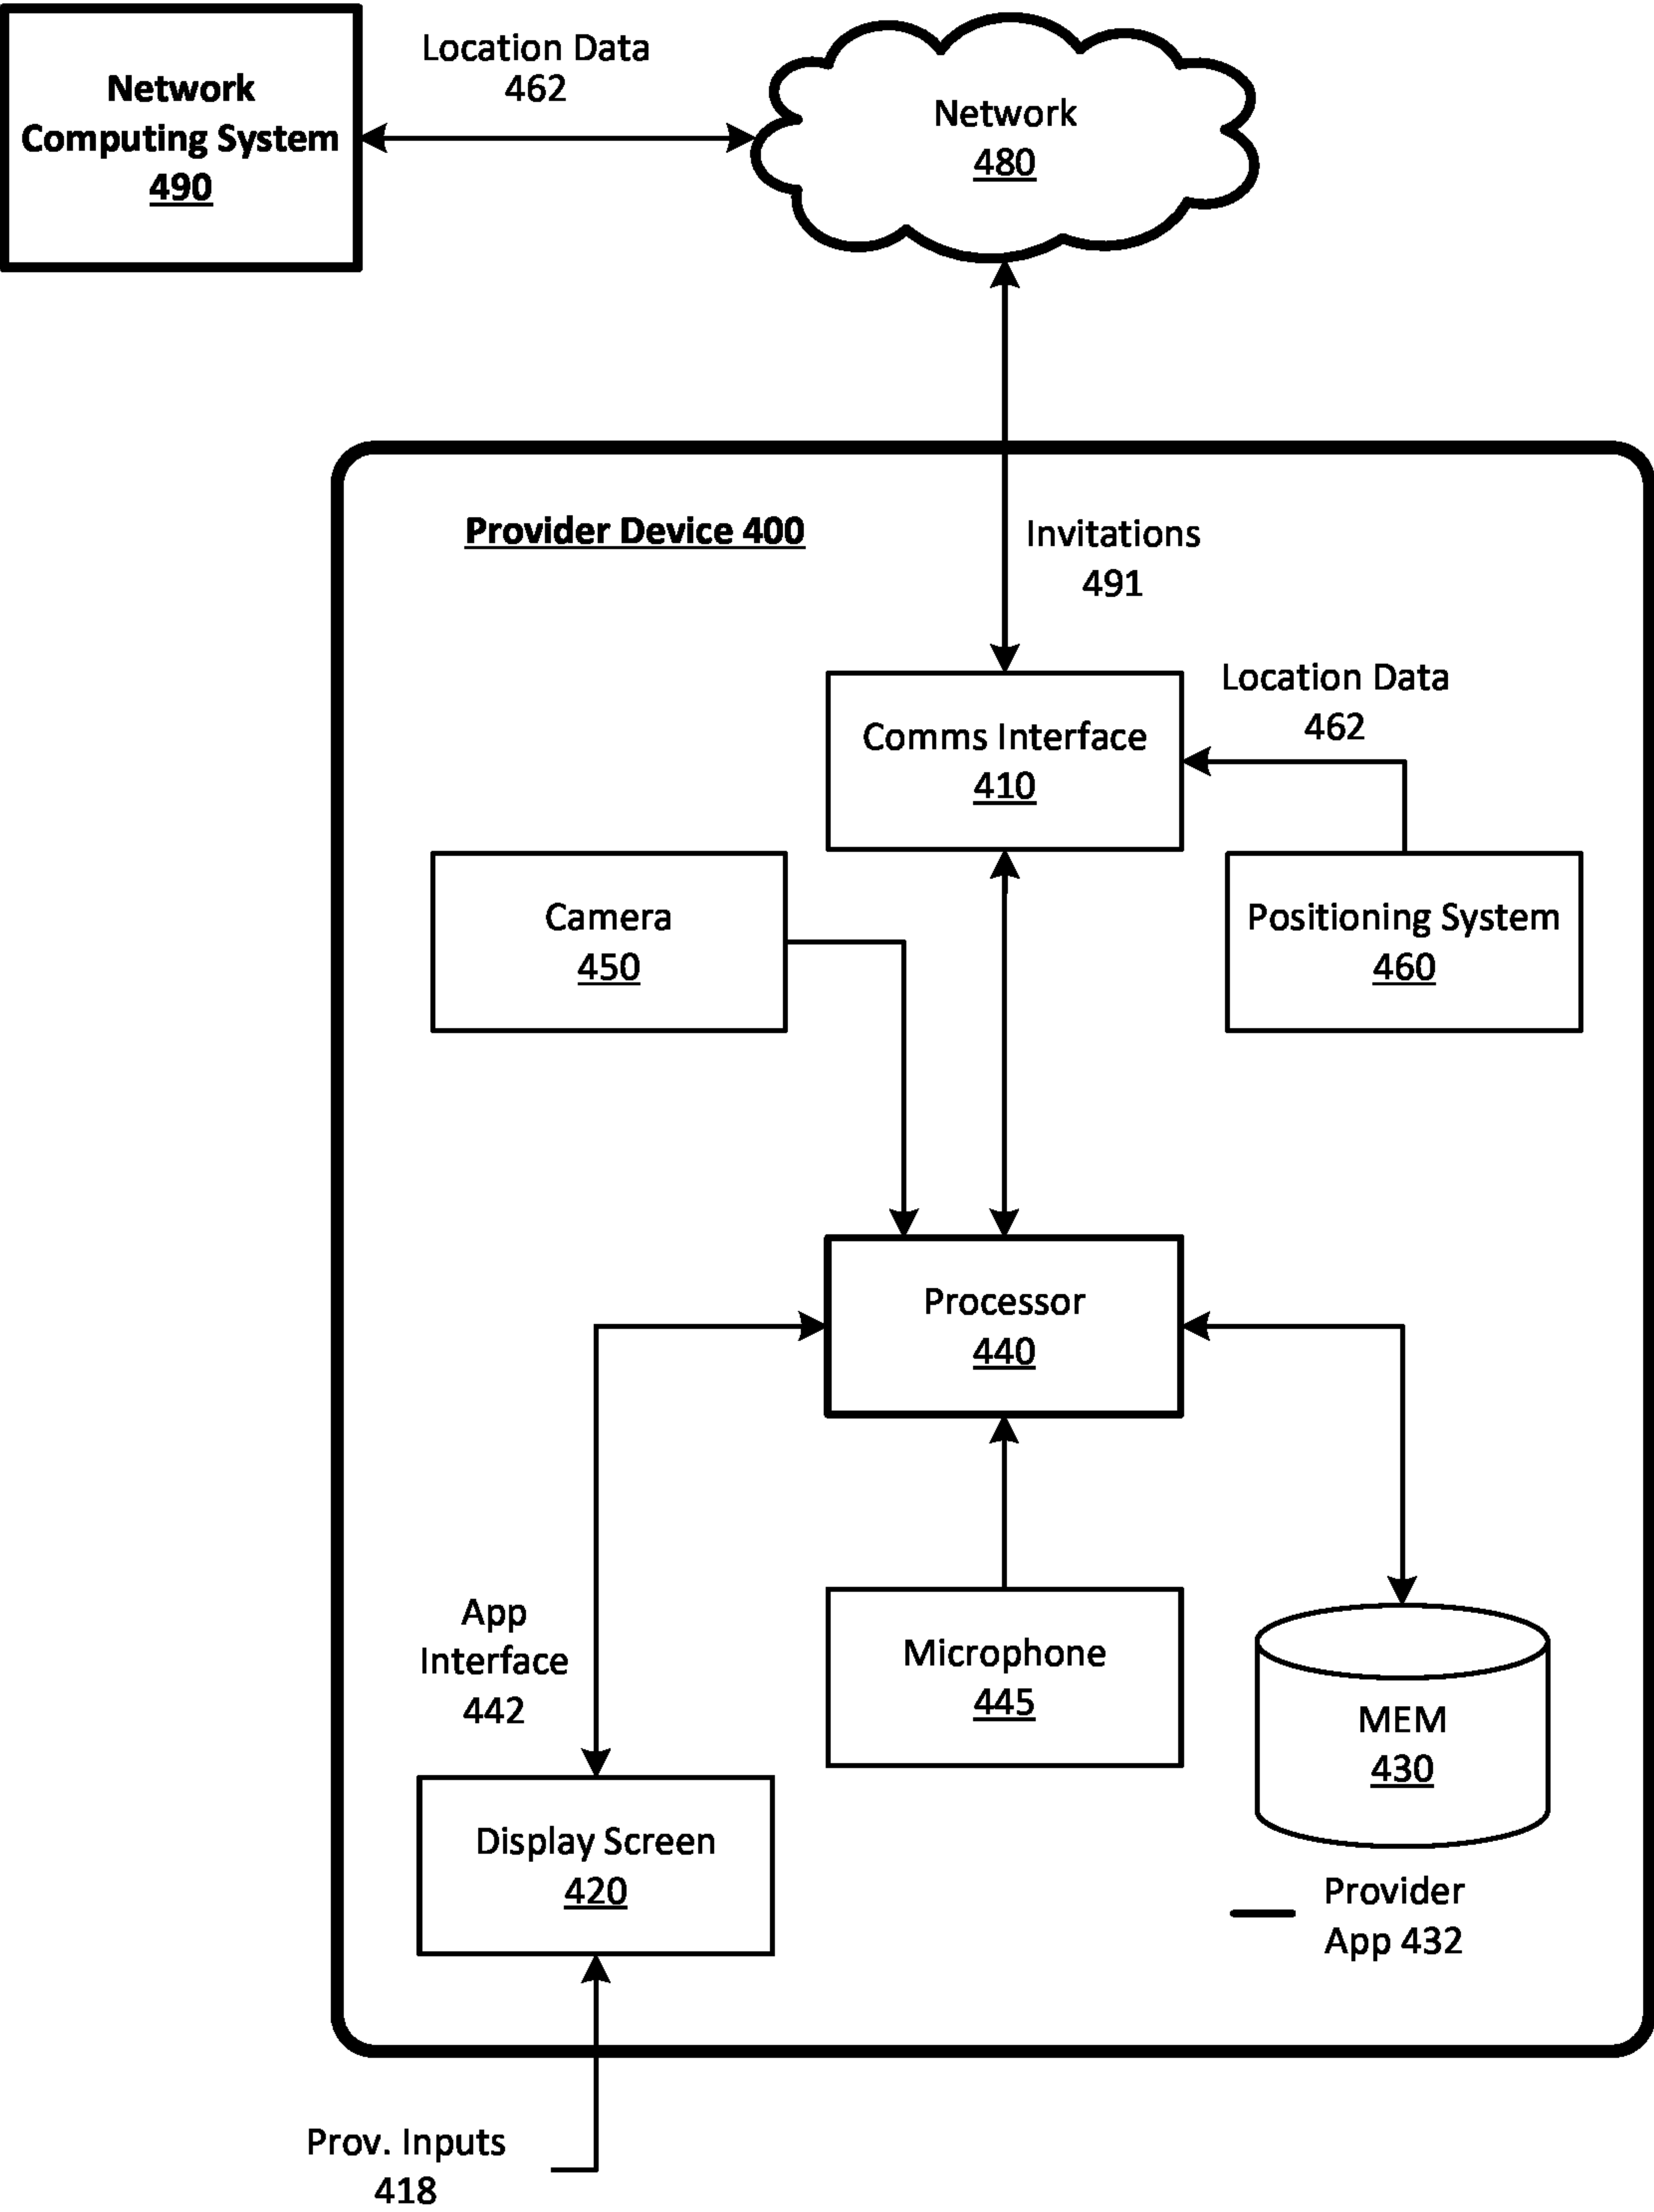 Network
Computing System
490
Location Data
462
Network
480
Provider Device 400
Invitations
491
Comms Interface
410
Location Data
462
Camera
450
Positioning System
460
Processor
440
App
Interface
442
Microphone
445
MEM
430
Display Screen
420
Provider
App 432
Prov. Inputs
418